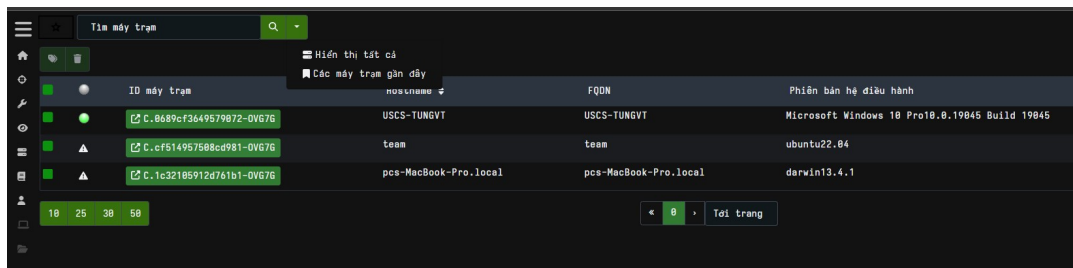 Tìm máy trạm
Hiển thị tất cả
Các máy trạm gần đây
ID máy trạm Hostname FQDN Phiên bản hệ điều hành
C.0689cf3649579072-OVG7G USCS-TUNGVT USCS-TUNGVT Microsoft Windows 10 Pro10.0.19045 Build 19045
C.cf514957508cd981-OVG7G team team ubuntu22.04
C.1c32105912d761b1-OVG7G pcs-MacBook-Pro.local pcs-MacBook-Pro.local darwin13.4.1
10 25 30 50 « 0 › Tới trang